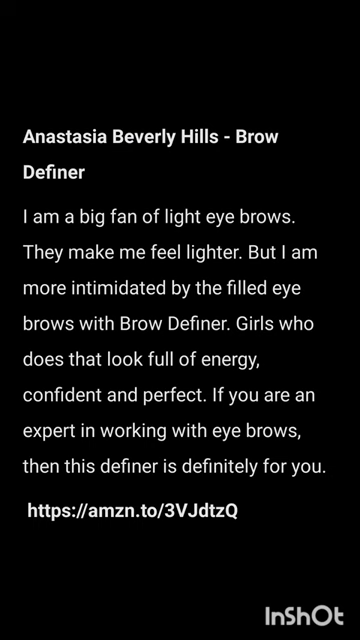 Anastasia Beverly Hills - Brow
Definer
I am a big fan of light eye brows.
They make me feel lighter. But I am
more intimidated by the filled eye
brows with Brow Definer. Girls who
does that look full of energy,
confident and perfect. If you are an
expert in working with eye brows,
then this definer is definitely for you.
https://amzn.to/3VJdtzQ
InShOt